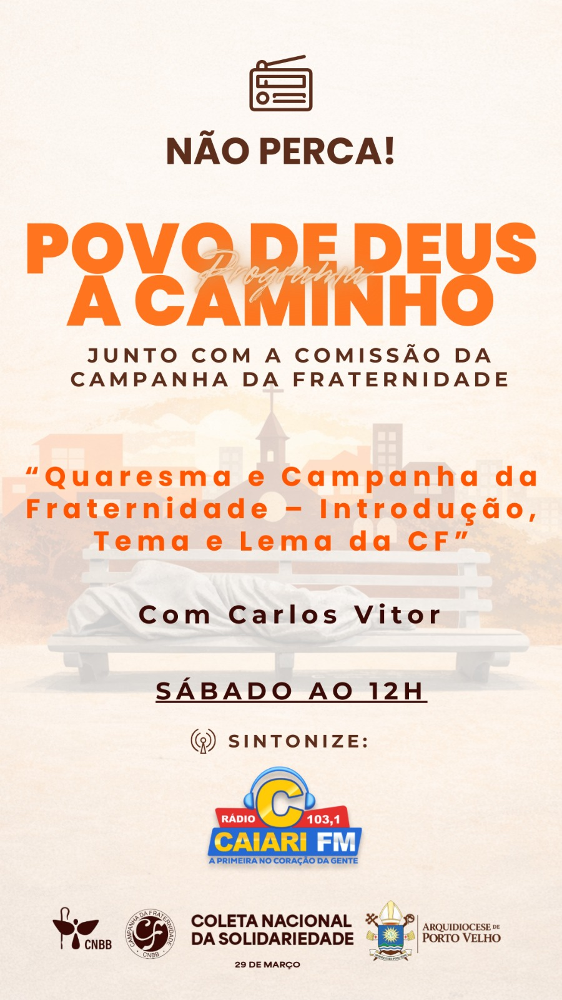 NÃO PERCA!
POVO DE DEUS
Programa
A CAMINHO
JUNTO COM A COMISSÃO DA
CAMPANHA DA FRATERNIDADE
“Quaresma e Campanha da
Fraternidade – Introdução,
Tema e Lema da CF”
Com Carlos Vitor
SÁBADO AO 12H
SINTONIZE:
C
RÁDIO 103,1
CAIARI FM
A PRIMEIRA NO CORAÇÃO DA GENTE
CNBB
CAMPANHA DA FRATERNIDADE
CF
CNBB
COLETA NACIONAL
DA SOLIDARIEDADE
29 DE MARÇO
ARQUIDIOCESE DE
PORTO VELHO